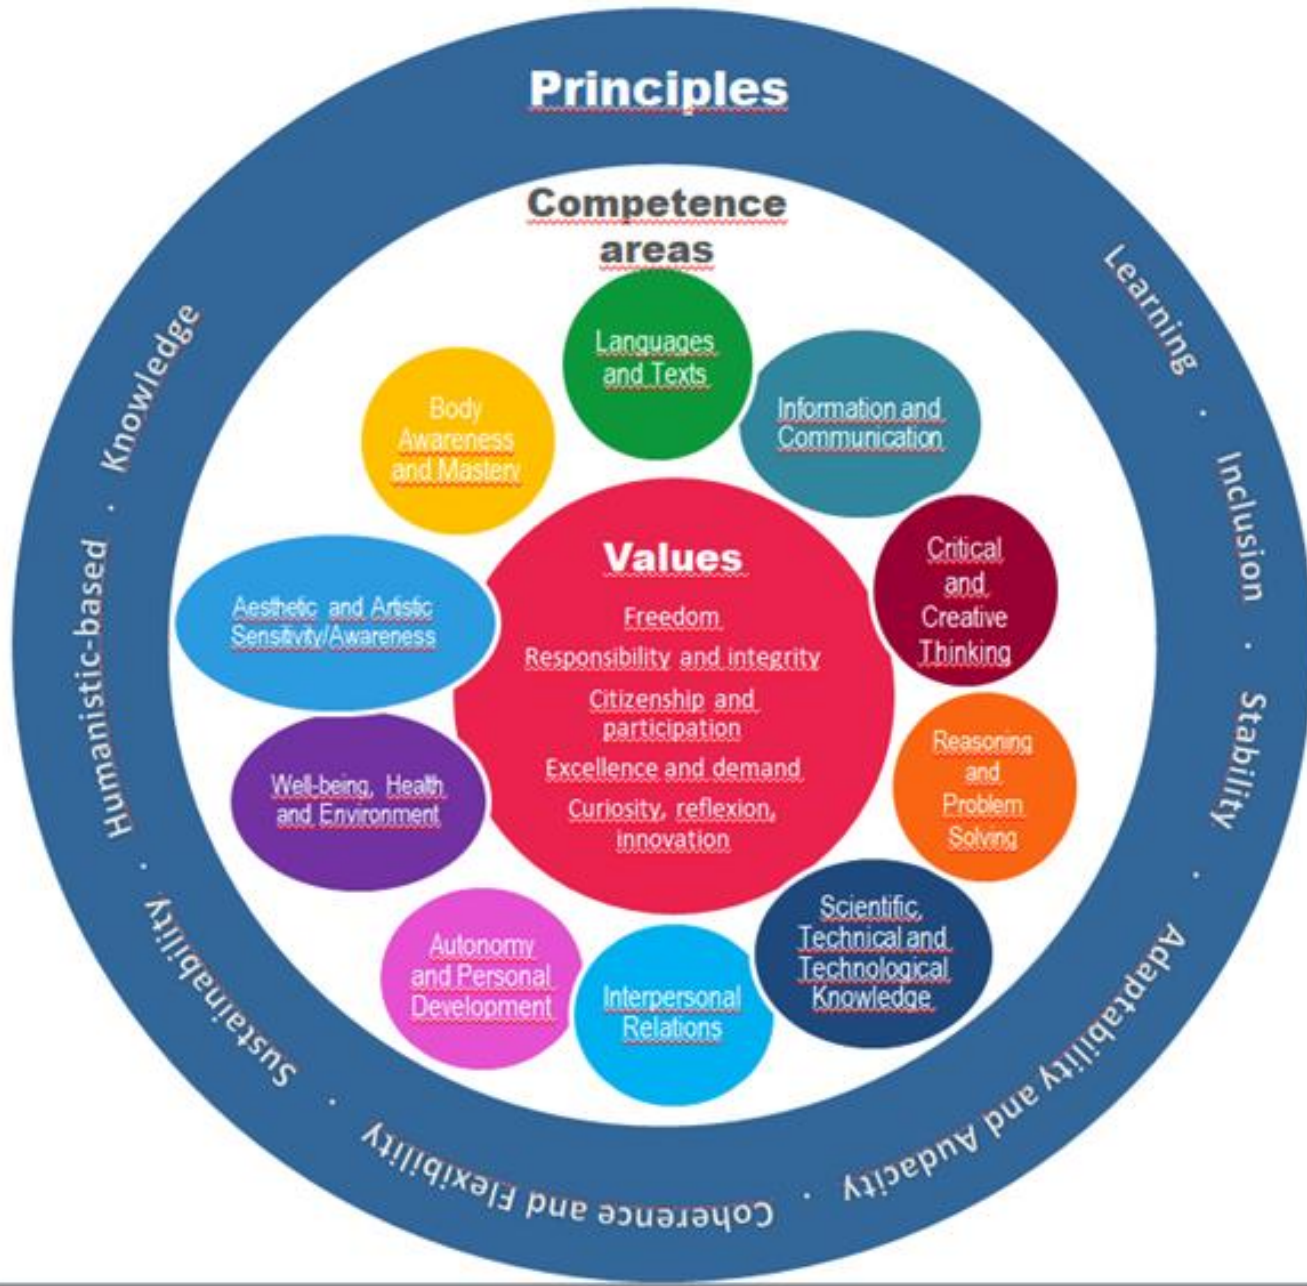 Principles
Learning · Inclusion · Stability · Adaptability and Audacity · Coherence and Flexibility · Sustainability · Humanistic-based · Knowledge
Competence
areas
Languages
and Texts
Information and
Communication
Critical
and
Creative
Thinking
Reasoning
and
Problem
Solving
Scientific,
Technical and
Technological
Knowledge
Interpersonal
Relations
Autonomy
and Personal
Development
Well-being, Health
and Environment
Aesthetic and Artistic
Sensitivity/Awareness
Body
Awareness
and Mastery
Values
Freedom
Responsibility and integrity
Citizenship and
participation
Excellence and demand
Curiosity, reflexion,
innovation